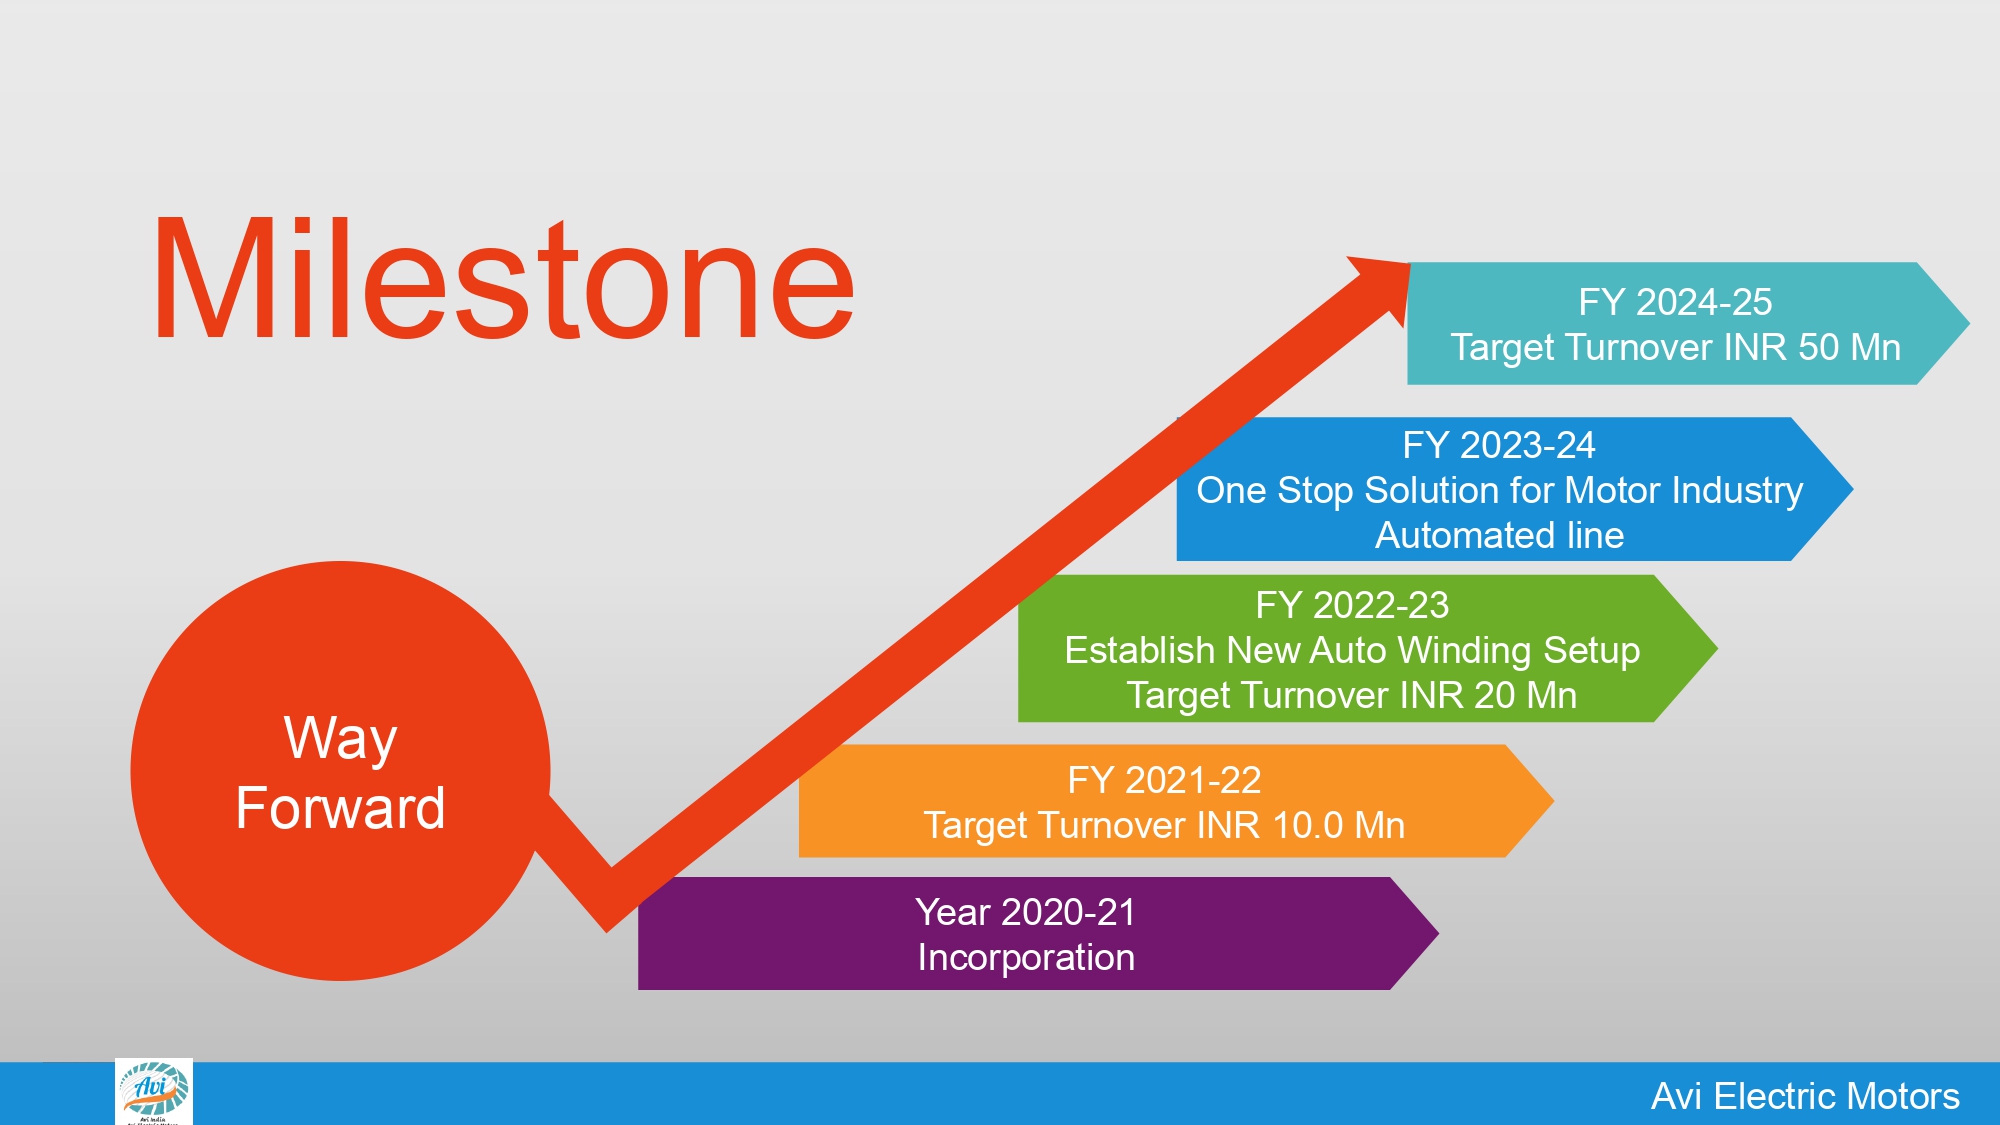 Milestone
FY 2024-25
Target Turnover INR 50 Mn
FY 2023-24
One Stop Solution for Motor Industry
Automated line
FY 2022-23
Establish New Auto Winding Setup
Target Turnover INR 20 Mn
Way
Forward
FY 2021-22
Target Turnover INR 10.0 Mn
Year 2020-21
Incorporation
Avi
Avi India
Avi Electric Motors